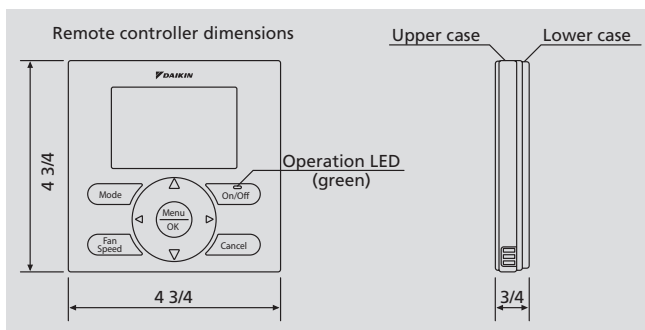 Remote controller dimensions
Upper case
Lower case
DAIKIN
4 3/4
Operation LED
(green)
Mode
On/Off
Menu
OK
Fan
Speed
Cancel
4 3/4
3/4